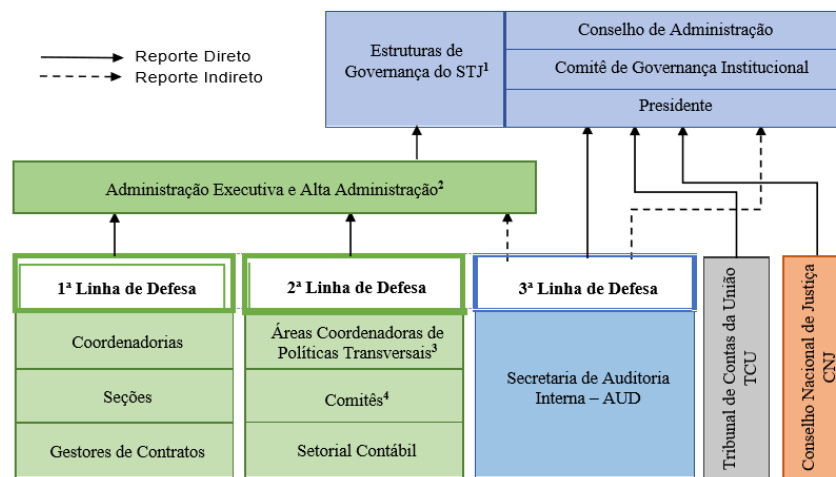 Reporte Direto
Reporte Indireto
Estruturas de
Governança do STJ¹
Conselho de Administração
Comitê de Governança Institucional
Presidente
Administração Executiva e Alta Administração²
1ª Linha de Defesa
Coordenadorias
Seções
Gestores de Contratos
2ª Linha de Defesa
Áreas Coordenadoras de
Políticas Transversais³
Comitês⁴
Setorial Contábil
3ª Linha de Defesa
Secretaria de Auditoria
Interna – AUD
Tribunal de Contas da União
TCU
Conselho Nacional de Justiça
CNJ